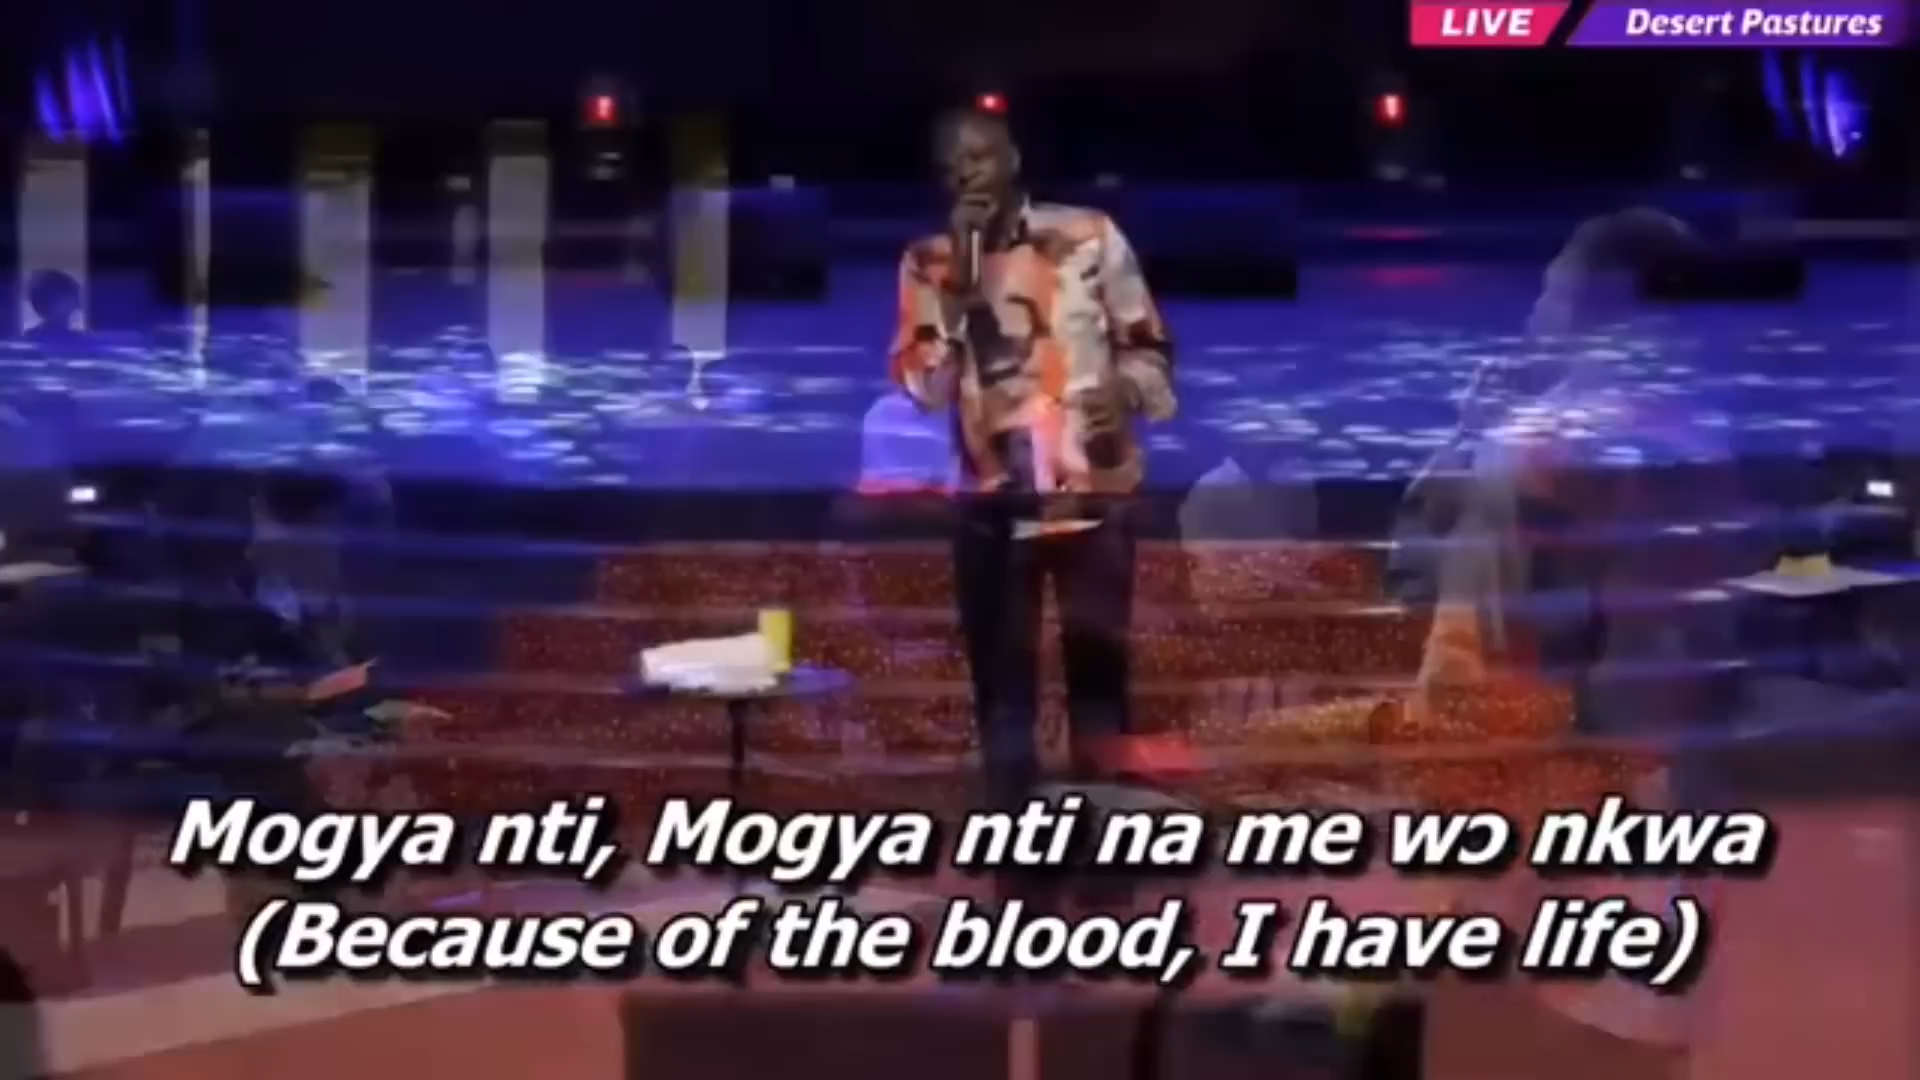 LIVE
Desert Pastures
Mogya nti, Mogya nti na me wɔ nkwa
(Because of the blood, I have life)